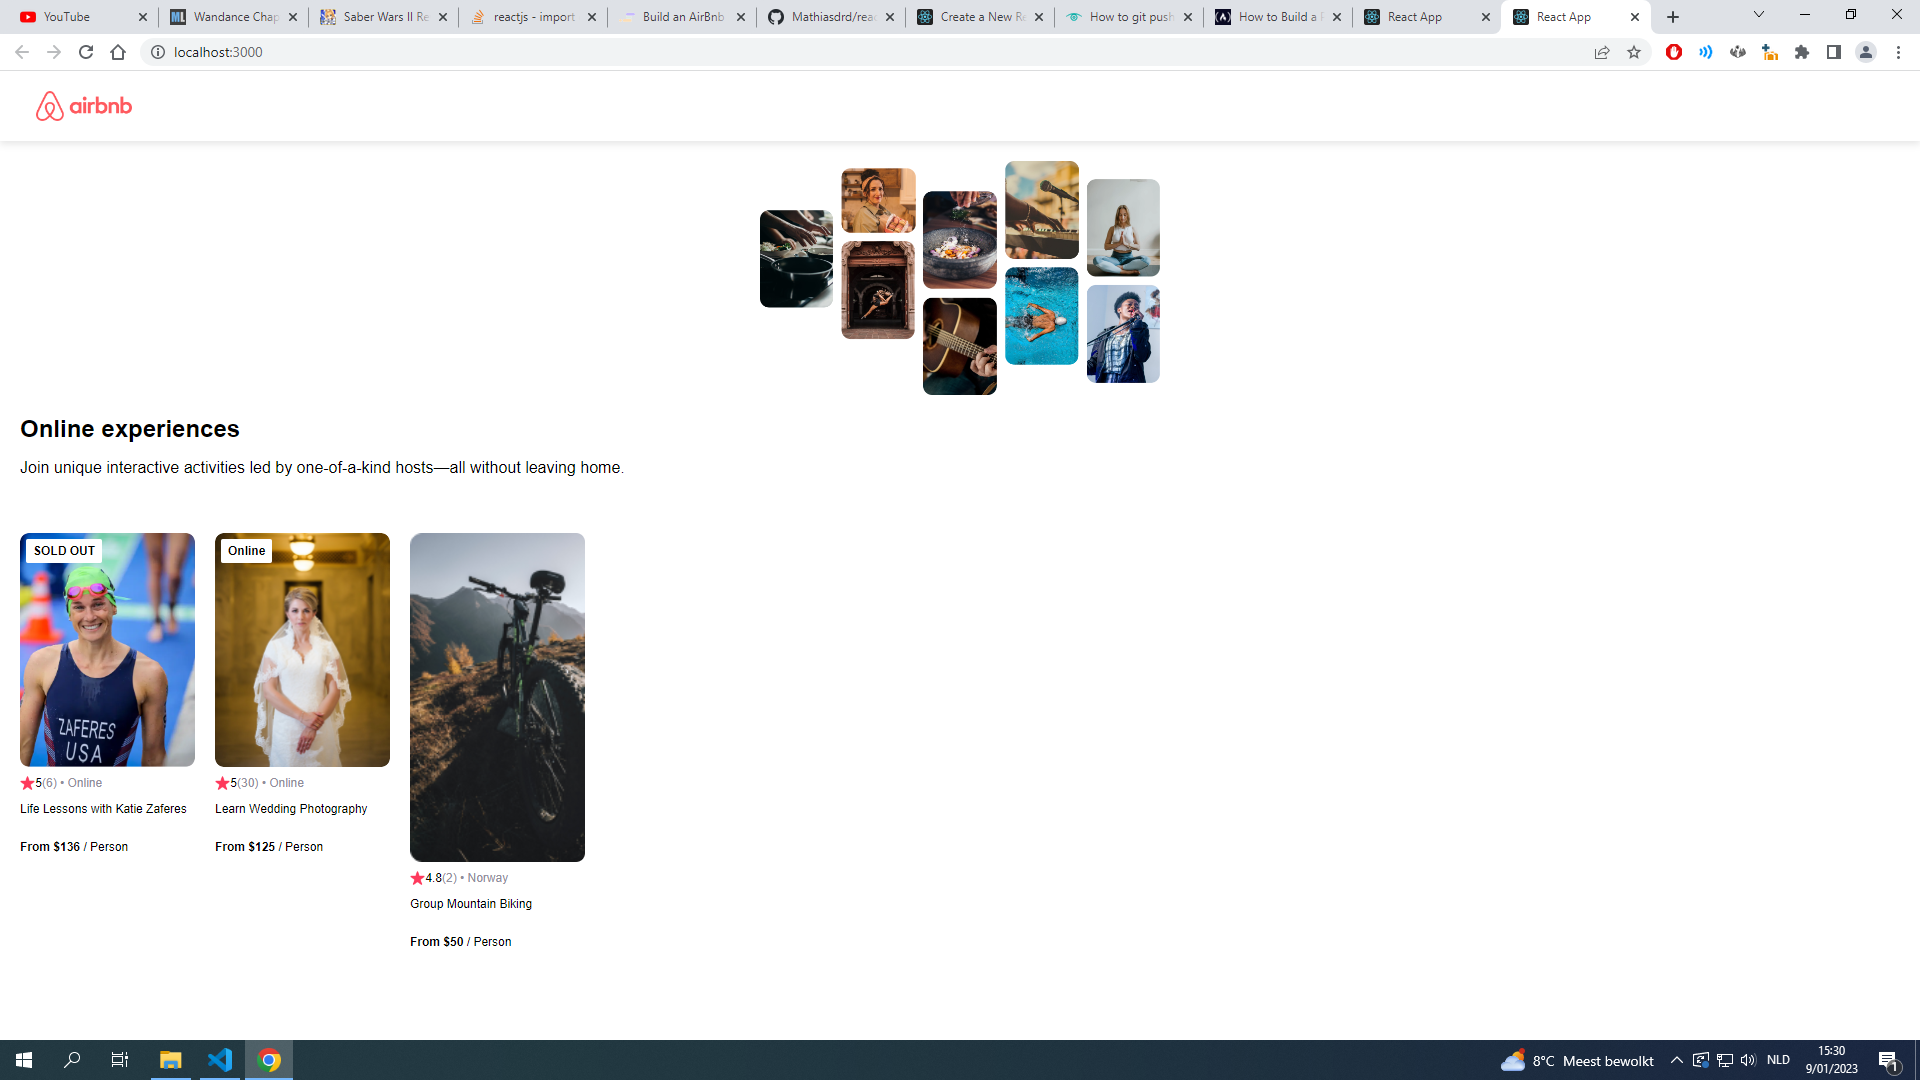 YouTube
Wandance Chap
Saber Wars II Re
reactjs - import
Build an AirBnb
Mathiasdrd/reac
Create a New Re
How to git push
How to Build a
React App
React App
localhost:3000
airbnb
Online experiences
Join unique interactive activities led by one-of-a-kind hosts—all without leaving home.
SOLD OUT
ZAFERES
USA
5(6) • Online
Life Lessons with Katie Zaferes
From $136 / Person
Online
5(30) • Online
Learn Wedding Photography
From $125 / Person
4.8(2) • Norway
Group Mountain Biking
From $50 / Person
8°C Meest bewolkt
NLD
15:30
9/01/2023
1